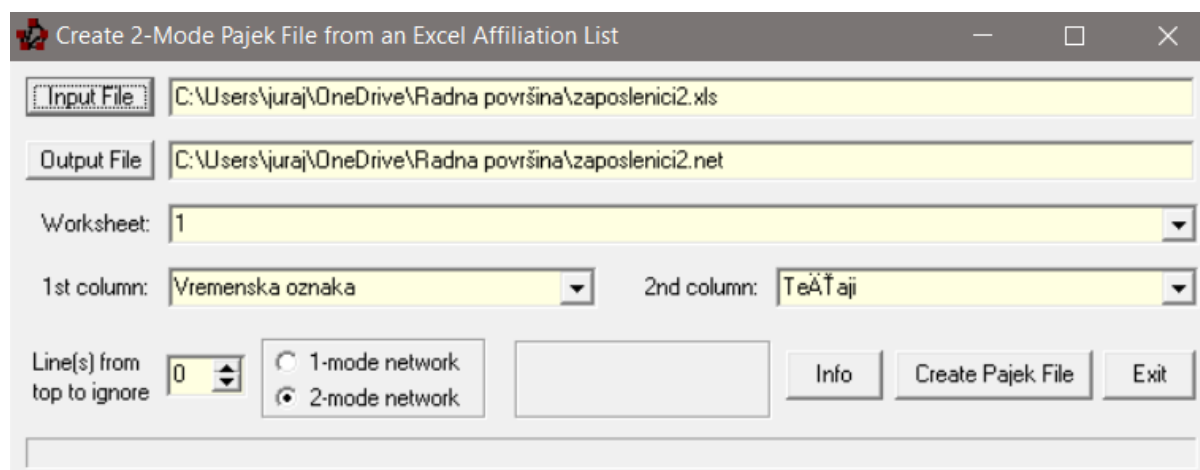 Create 2-Mode Pajek File from an Excel Affiliation List
Input File C:\Users\juraj\OneDrive\Radna površina\zaposlenici2.xls
Output File C:\Users\juraj\OneDrive\Radna površina\zaposlenici2.net
Worksheet: 1
1st column: Vremenska oznaka 2nd column: TeÄŤaji
Line(s) from
top to ignore 0
1-mode network
2-mode network
Info Create Pajek File Exit